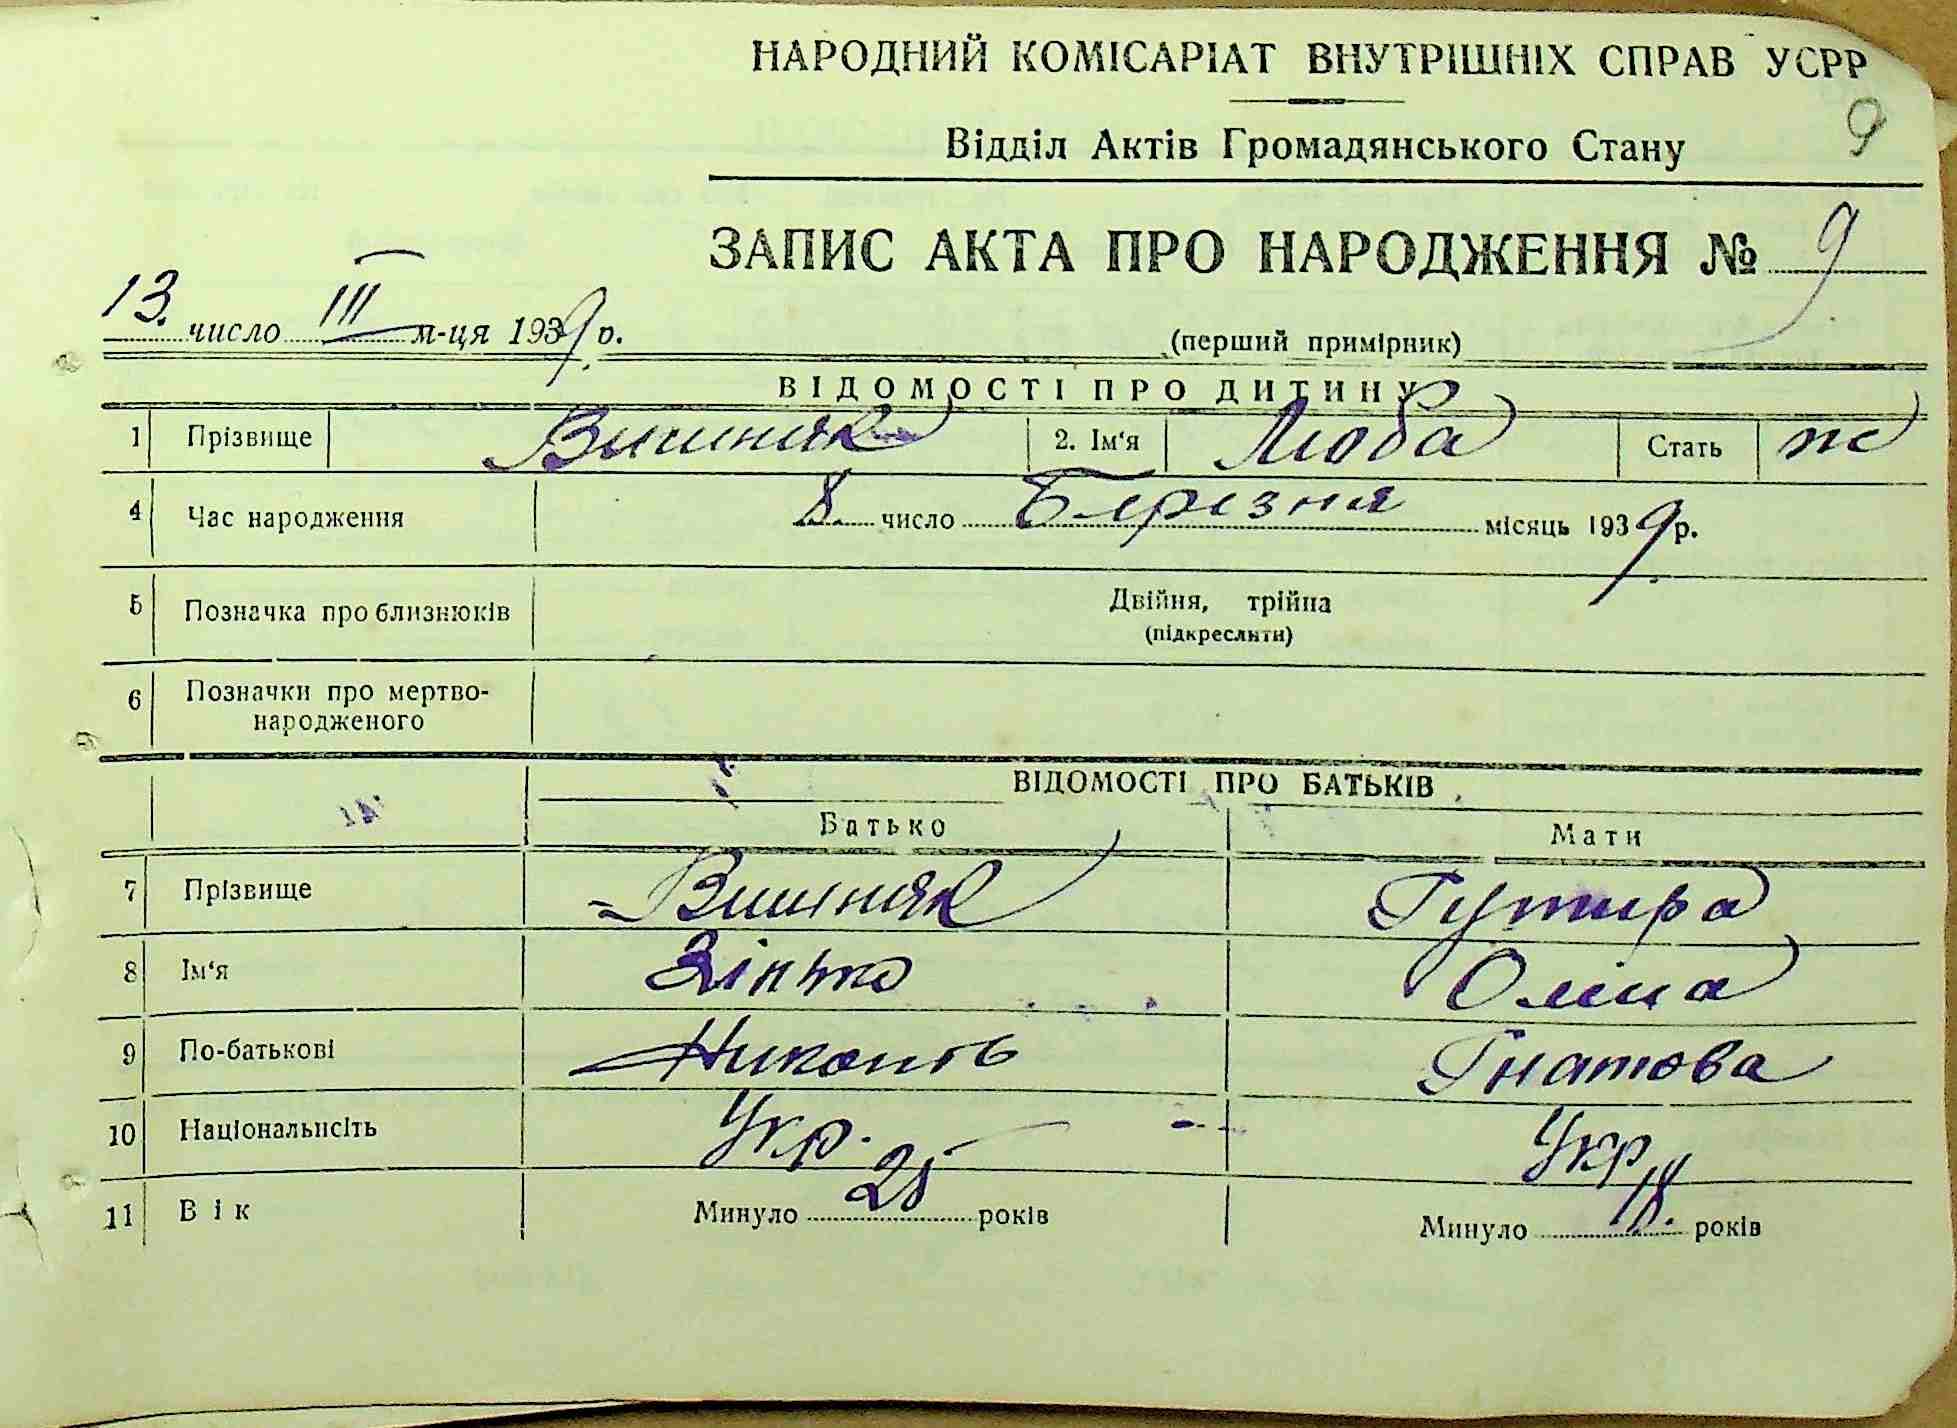 НАРОДНИЙ КОМІСАРІАТ ВНУТРІШНІХ СПРАВ УСРР
9
Відділ Актів Громадянського Стану
ЗАПИС АКТА ПРО НАРОДЖЕННЯ № 9
13. число III м-ця 1939 р.
(перший примірник)
ВІДОМОСТІ ПРО ДИТИНУ
1 Прізвище Вишняк 2. Ім'я Люба Стать ж
4 Час народження 8. число Березня місяць 1939 р.
5 Позначка про близнюків Двійня, трійна
(підкреслити)
6 Позначки про мертво-
народженого
ВІДОМОСТІ ПРО БАТЬКІВ
Батько Мати
7 Прізвище Вишняк Гутира
8 Ім'я Зінько
9 По-батькові Гнатова
10 Національність Укр. Укр
11 Вік Минуло 25 років Минуло 18. років